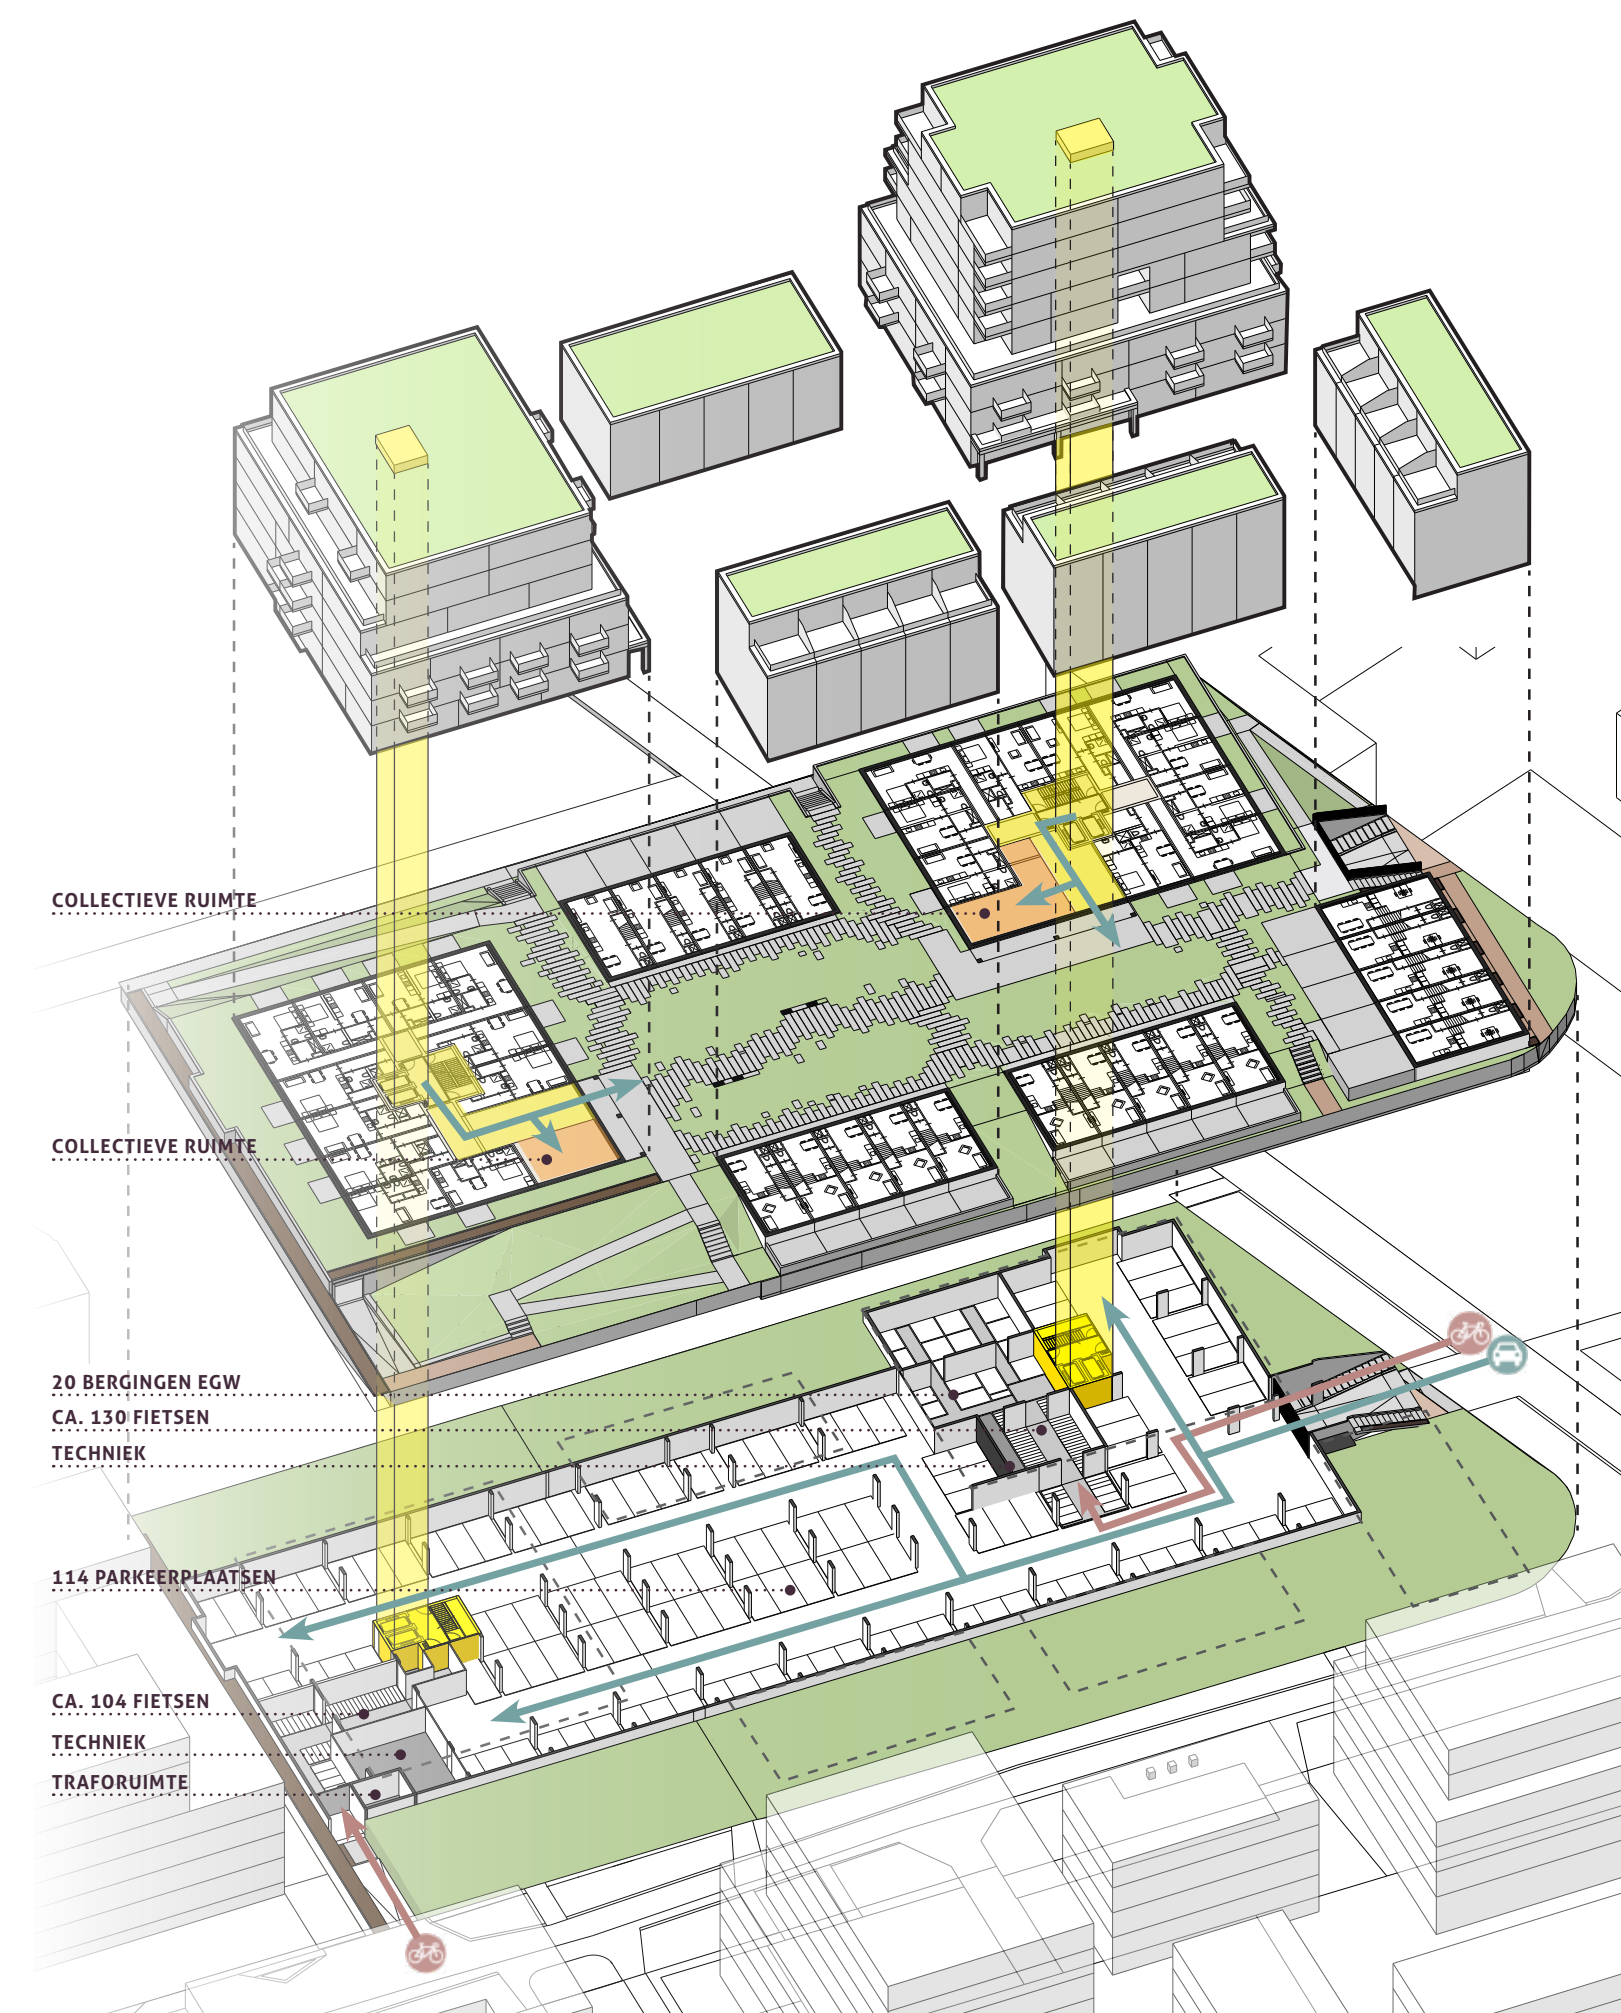 COLLECTIEVE RUIMTE
COLLECTIEVE RUIMTE
20 BERGINGEN EGW
CA. 130 FIETSEN
TECHNIEK
114 PARKEERPLAATSEN
CA. 104 FIETSEN
TECHNIEK
TRAFORUIMTE